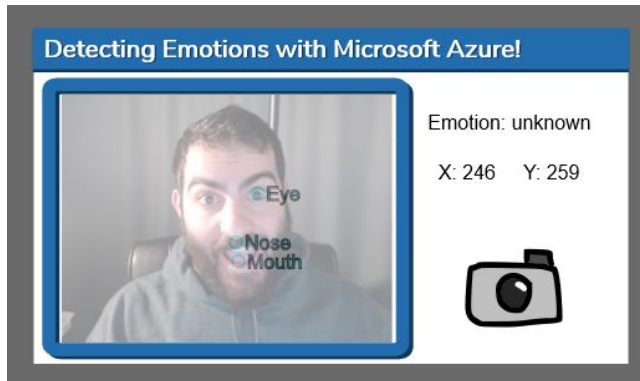 Detecting Emotions with Microsoft Azure!
Emotion: unknown
X: 246 Y: 259
Eye
Nose
Mouth